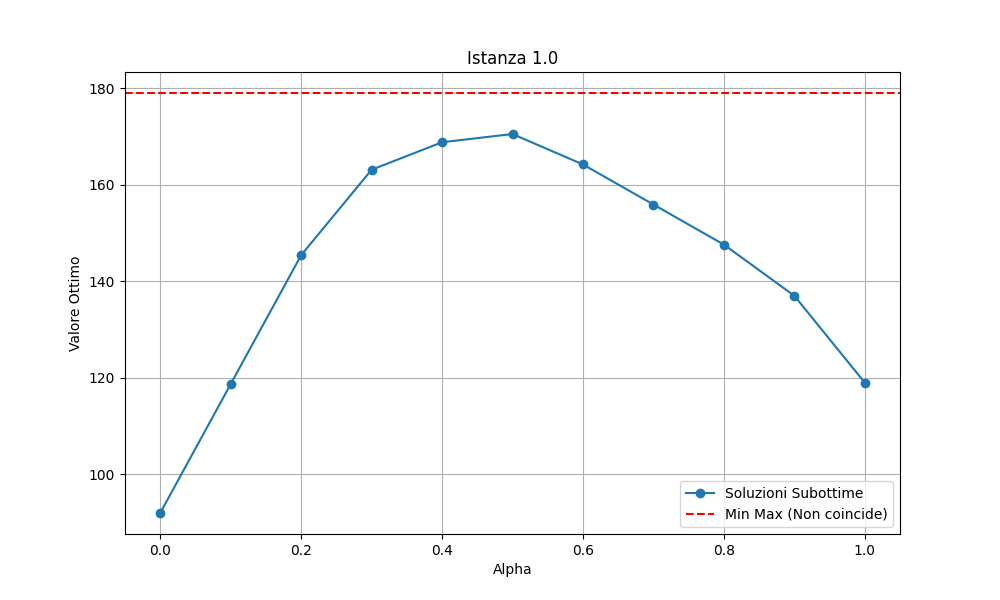 Istanza 1.0
Valore Ottimo
180
160
140
120
100
0.0 0.2 0.4 0.6 0.8 1.0
Alpha
Soluzioni Subottime
Min Max (Non coincide)